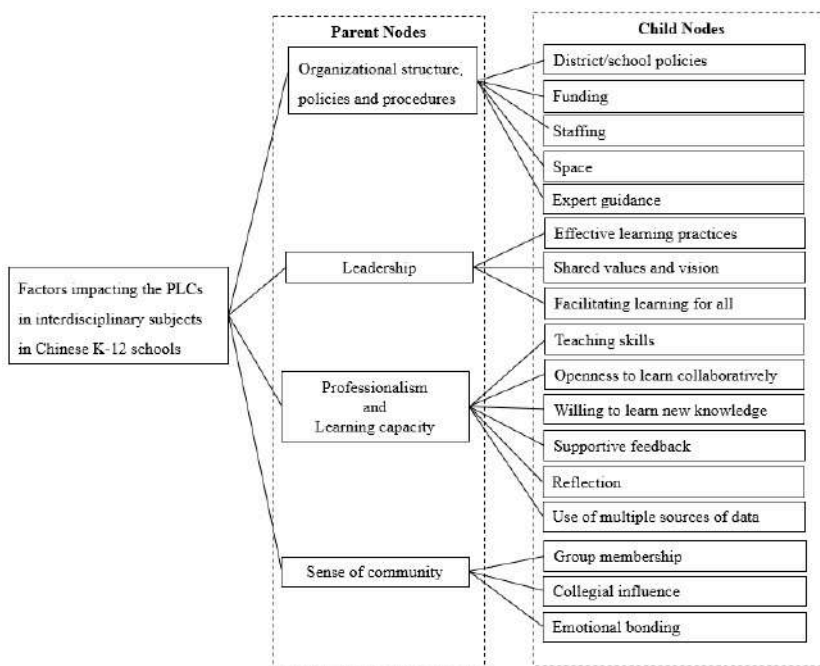 Parent Nodes
Child Nodes
Organizational structure,
policies and procedures
District/school policies
Funding
Staffing
Space
Expert guidance
Factors impacting the PLCs
in interdisciplinary subjects
in Chinese K-12 schools
Leadership
Effective learning practices
Shared values and vision
Facilitating learning for all
Professionalism
and
Learning capacity
Teaching skills
Openness to learn collaboratively
Willing to learn new knowledge
Supportive feedback
Reflection
Use of multiple sources of data
Sense of community
Group membership
Collegial influence
Emotional bonding